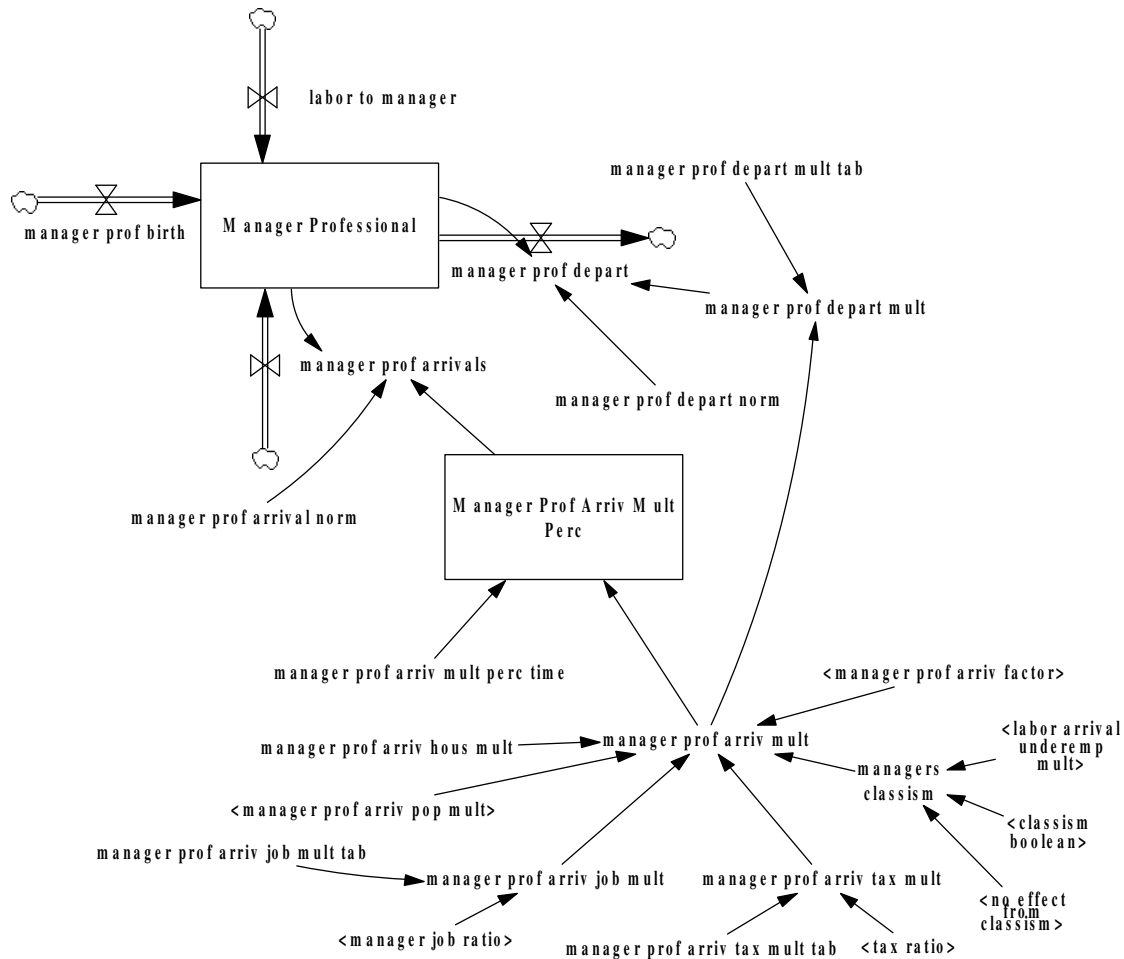 labor to manager
manager prof depart mult tab
Manager Professional
manager prof birth
manager prof depart
manager prof depart mult
manager prof arrivals
manager prof depart norm
Manager Prof Arriv Mult
Perc
manager prof arrival norm
manager prof arriv mult perc time
<manager prof arriv factor>
manager prof arriv hous mult
manager prof arriv mult
<labor arrival
underemp
mult>
managers
classism
<manager prof arriv pop mult>
<classism
boolean>
manager prof arriv job mult tab
manager prof arriv job mult
manager prof arriv tax mult
<no effect
from
classism>
<manager job ratio>
manager prof arriv tax mult tab
<tax ratio>